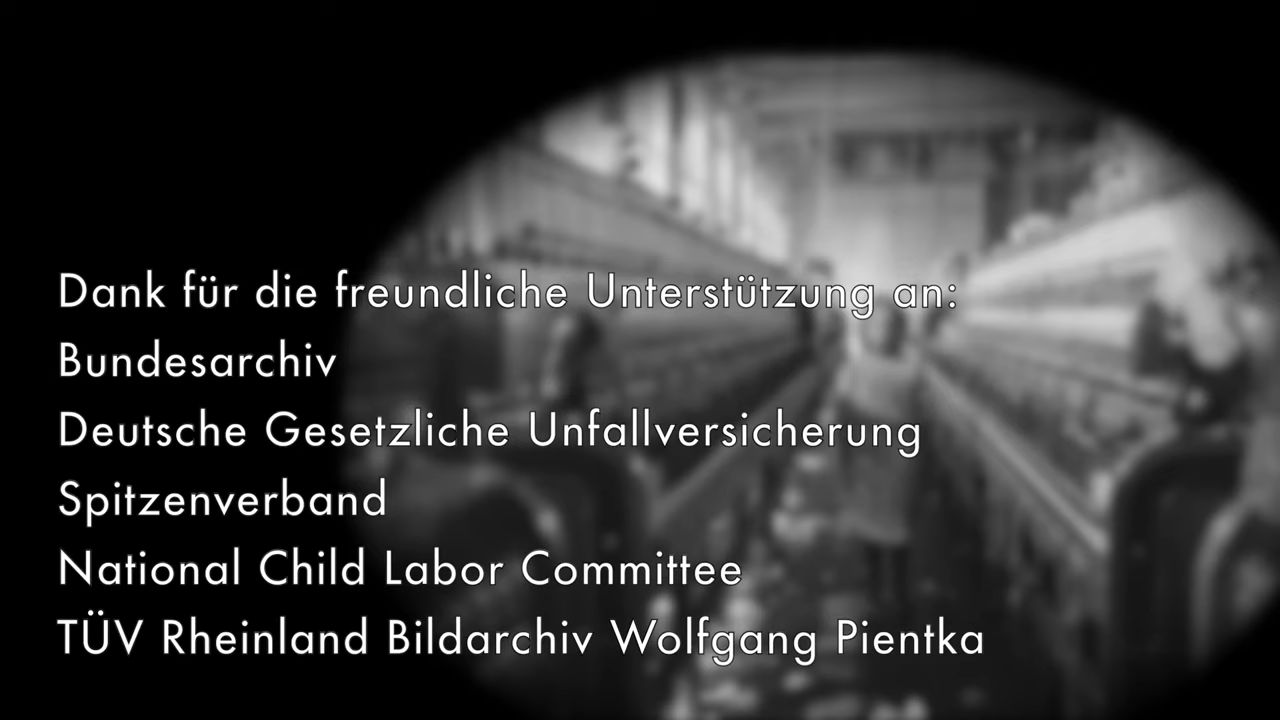 Dank für die freundliche Unterstützung an:
Bundesarchiv
Deutsche Gesetzliche Unfallversicherung
Spitzenverband
National Child Labor Committee
TÜV Rheinland Bildarchiv Wolfgang Pientka